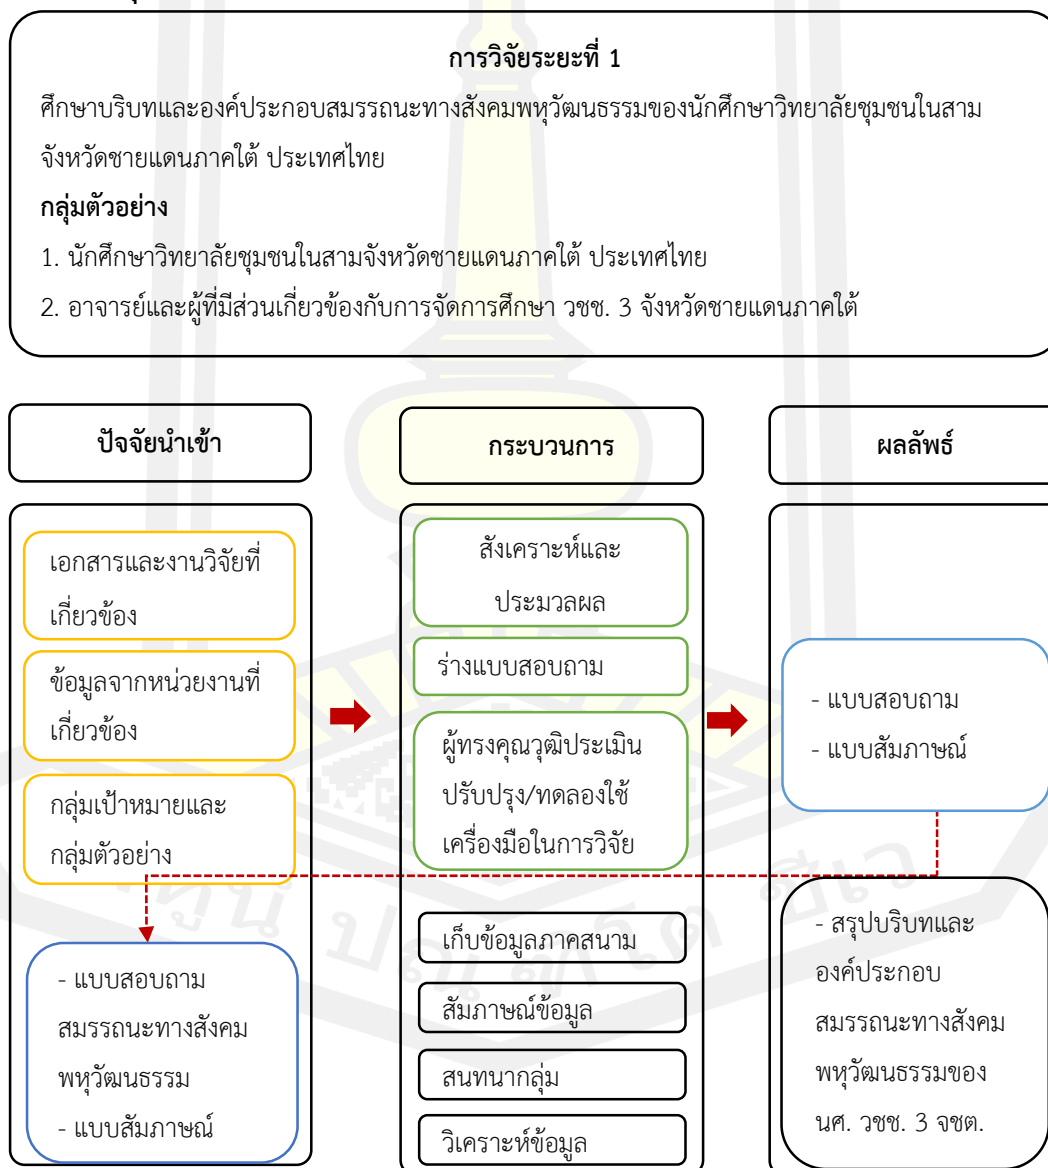 การวิจัยระยะที่ 1
ศึกษาบริบทและองค์ประกอบสมรรถนะทางสังคมพหุวัฒนธรรมของนักศึกษาวิทยาลัยชุมชนในสาม
จังหวัดชายแดนภาคใต้ ประเทศไทย
กลุ่มตัวอย่าง
1. นักศึกษาวิทยาลัยชุมชนในสามจังหวัดชายแดนภาคใต้ ประเทศไทย
2. อาจารย์และผู้ที่มีส่วนเกี่ยวข้องกับการจัดการศึกษา วชช. 3 จังหวัดชายแดนภาคใต้
ปัจจัยนำเข้า
กระบวนการ
ผลลัพธ์
เอกสารและงานวิจัยที่
เกี่ยวข้อง
ข้อมูลจากหน่วยงานที่
เกี่ยวข้อง
กลุ่มเป้าหมายและ
กลุ่มตัวอย่าง
สังเคราะห์และ
ประมวลผล
ร่างแบบสอบถาม
ผู้ทรงคุณวุฒิประเมิน
ปรับปรุง/ทดลองใช้
เครื่องมือในการวิจัย
- แบบสอบถาม
- แบบสัมภาษณ์
- แบบสอบถาม
สมรรถนะทางสังคม
พหุวัฒนธรรม
- แบบสัมภาษณ์
เก็บข้อมูลภาคสนาม
สัมภาษณ์ข้อมูล
สนทนากลุ่ม
วิเคราะห์ข้อมูล
- สรุปบริบทและ
องค์ประกอบ
สมรรถนะทางสังคม
พหุวัฒนธรรมของ
นศ. วชช. 3 จชต.